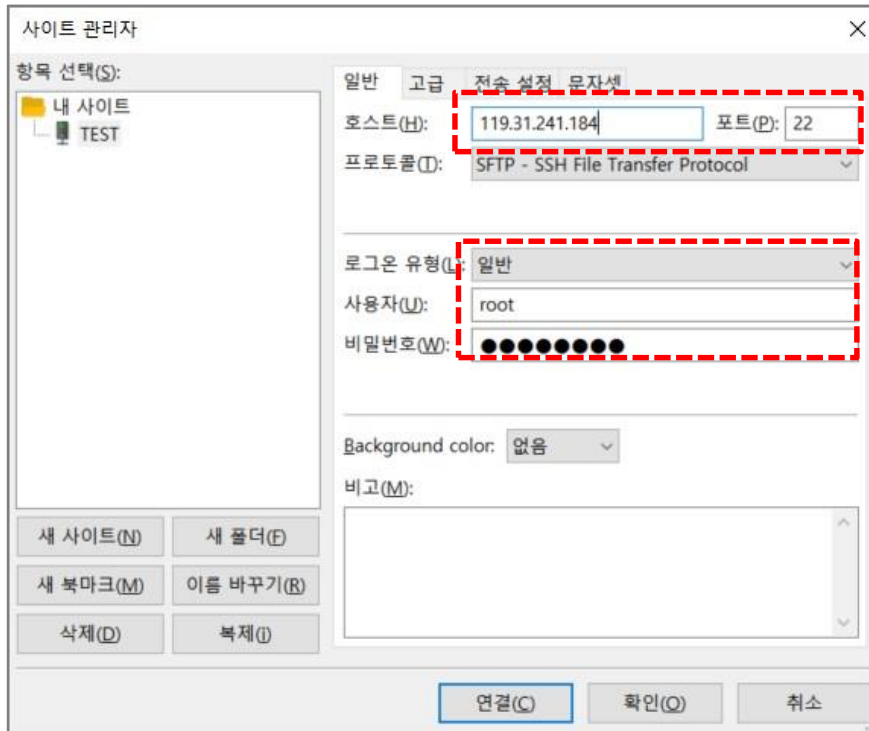 사이트 관리자
항목 선택(S):
내 사이트
TEST
새 사이트(N) 새 폴더(F)
새 북마크(M) 이름 바꾸기(R)
삭제(D) 복제(i)
일반 고급 전송 설정 문자셋
호스트(H): 119.31.241.184 포트(P): 22
프로토콜(T): SFTP - SSH File Transfer Protocol
로그온 유형(L): 일반
사용자(U): root
비밀번호(W): ●●●●●●●●
Background color: 없음
비고(M):
연결(C) 확인(O) 취소